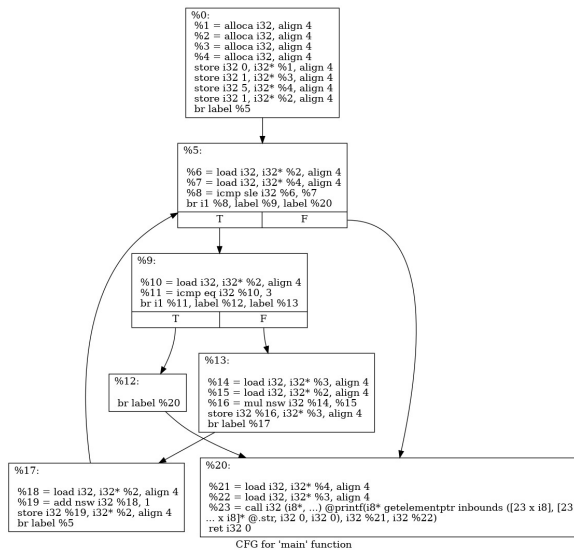 %0:
%1 = alloca i32, align 4
%2 = alloca i32, align 4
%3 = alloca i32, align 4
%4 = alloca i32, align 4
store i32 0, i32* %1, align 4
store i32 1, i32* %3, align 4
store i32 5, i32* %4, align 4
store i32 1, i32* %2, align 4
br label %5
%5:
%6 = load i32, i32* %2, align 4
%7 = load i32, i32* %4, align 4
%8 = icmp sle i32 %6, %7
br i1 %8, label %9, label %20
T F
%9:
%10 = load i32, i32* %2, align 4
%11 = icmp eq i32 %10, 3
br i1 %11, label %12, label %13
T F
%12:
br label %20
%13:
%14 = load i32, i32* %3, align 4
%15 = load i32, i32* %2, align 4
%16 = mul nsw i32 %14, %15
store i32 %16, i32* %3, align 4
br label %17
%17:
%18 = load i32, i32* %2, align 4
%19 = add nsw i32 %18, 1
store i32 %19, i32* %2, align 4
br label %5
%20:
%21 = load i32, i32* %4, align 4
%22 = load i32, i32* %3, align 4
%23 = call i32 (i8*, ...) @printf(i8* getelementptr inbounds ([23 x i8], [23
... x i8]* @.str, i32 0, i32 0), i32 %21, i32 %22)
ret i32 0
CFG for 'main' function